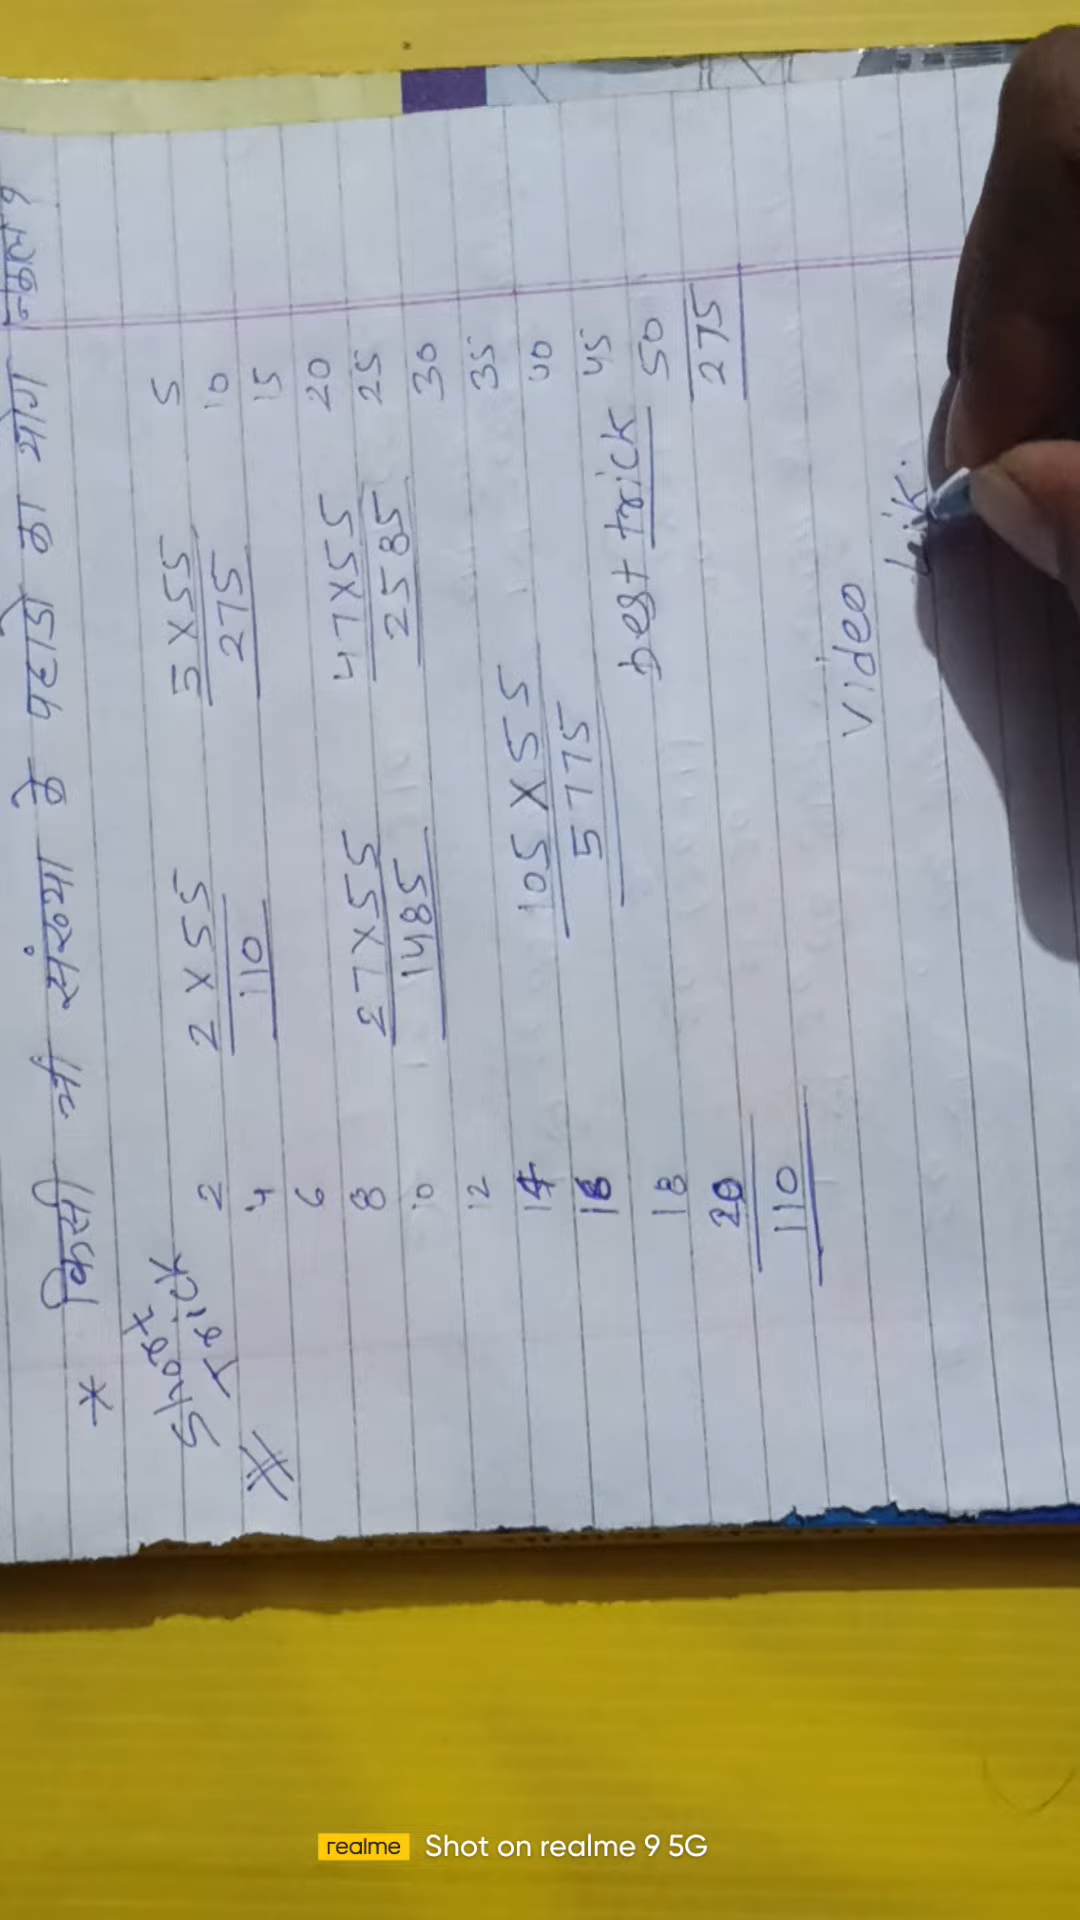 * किसी भी संख्या के पहाडे का योग निकाले ?
Short
Trick
2
4
6
8
10
12
14
16
18
20
110
2 X 55
110
5 X 55
275
27 X 55
1485
47 X 55
2585
105 X 55
5775
best trick
5
10
15
20
25
30
35
40
45
50
275
video
Lik
realme Shot on realme 9 5G